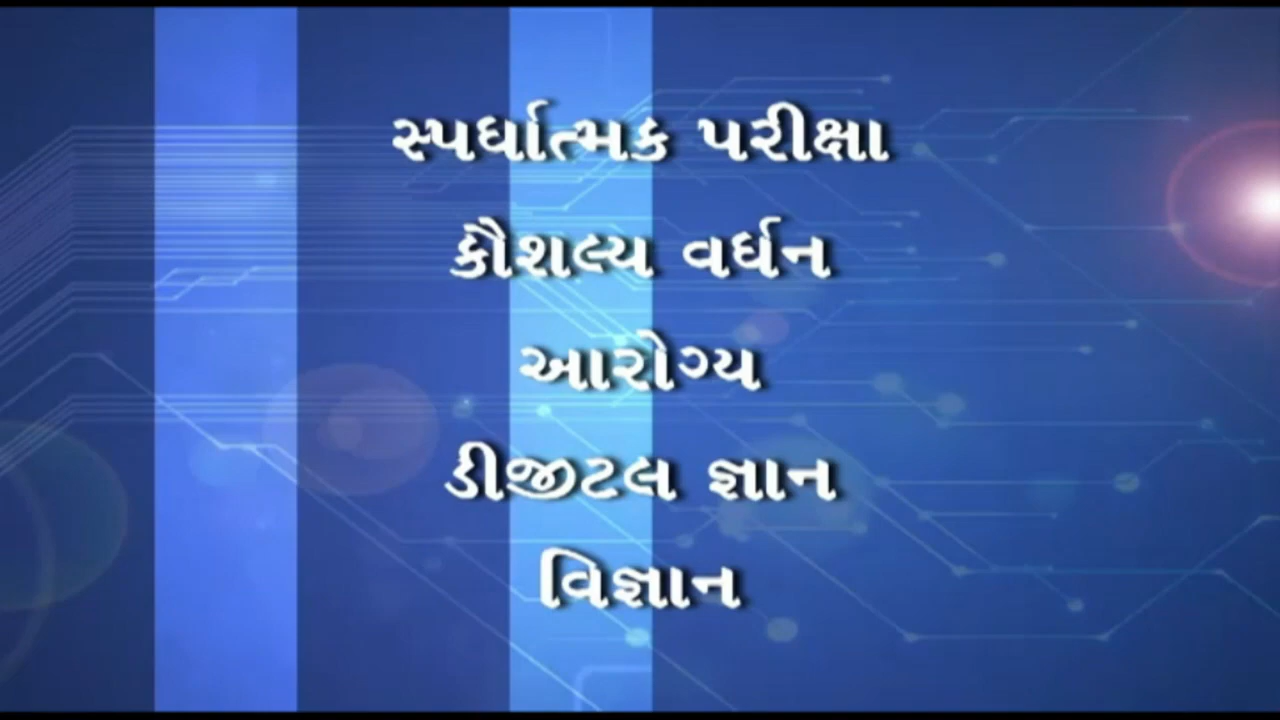 સ્પર્ધાત્મક પરીક્ષા
કૌશલ્ય વર્ધન
આરોગ્ય
ડીજીટલ જ્ઞાન
વિજ્ઞાન